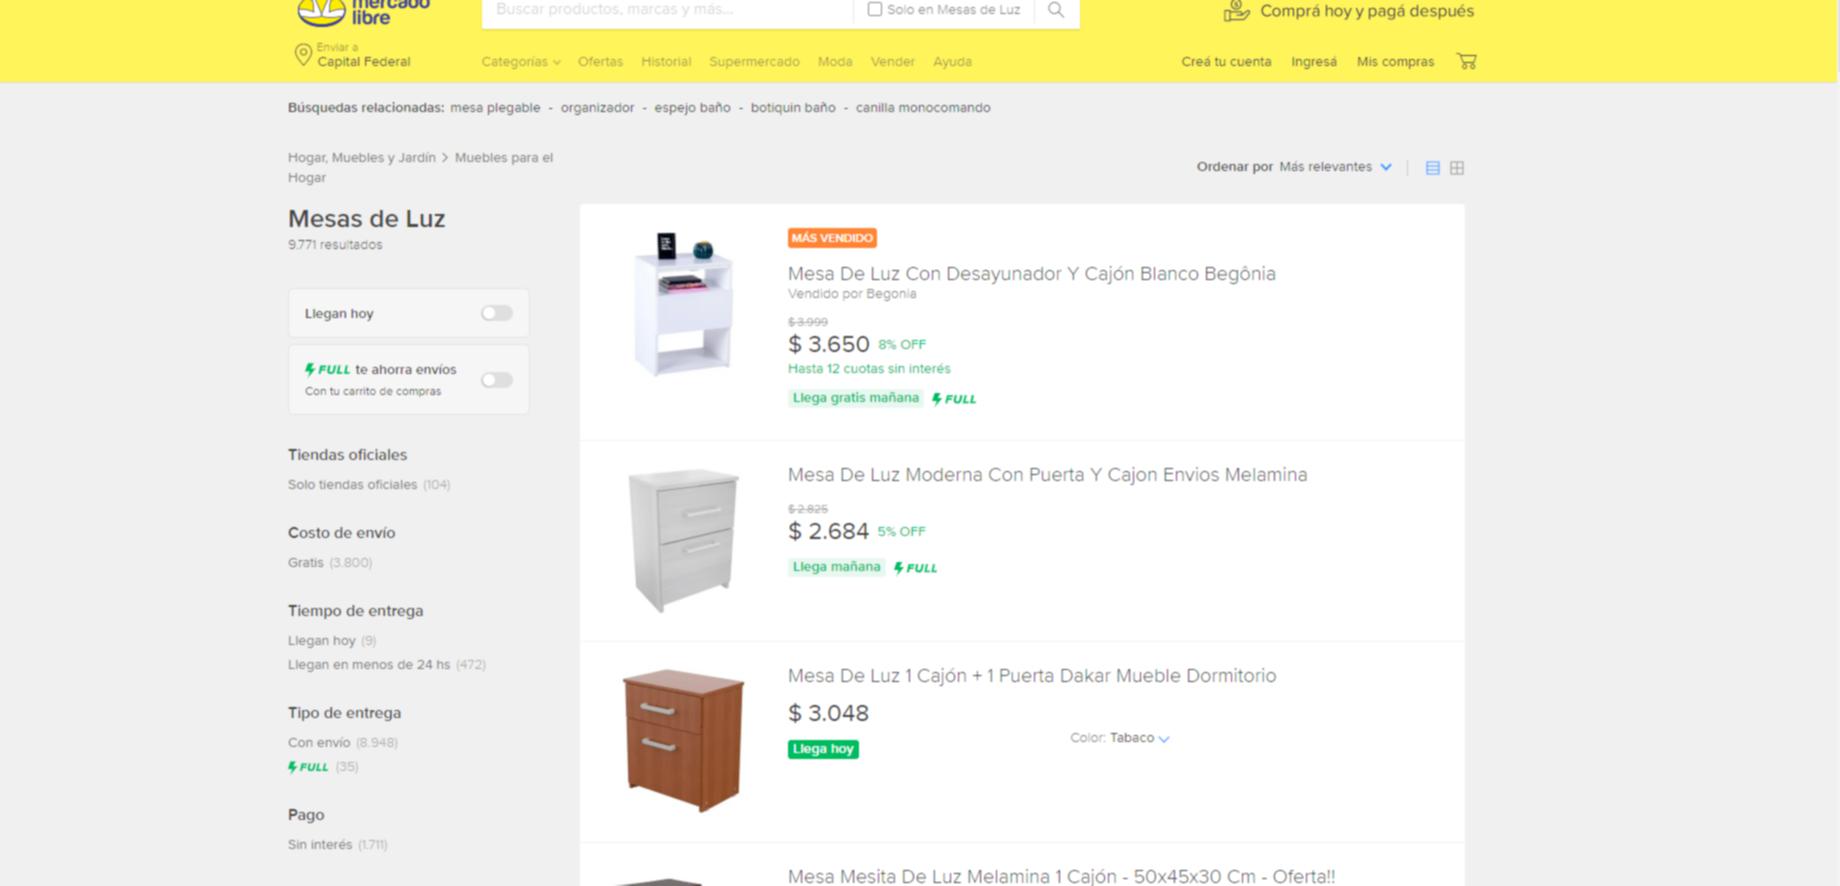 mercado
libre
Buscar productos, marcas y más...
Solo en Mesas de Luz
Comprá hoy y pagá después
Enviar a
Capital Federal
Categorías
Ofertas
Historial
Supermercado
Moda
Vender
Ayuda
Creá tu cuenta
Ingresá
Mis compras
Búsquedas relacionadas: mesa plegable - organizador - espejo baño - botiquin baño - canilla monocomando
Hogar, Muebles y Jardín > Muebles para el
Hogar
Ordenar por Más relevantes
Mesas de Luz
9.771 resultados
Llegan hoy
FULL te ahorra envíos
Con tu carrito de compras
Tiendas oficiales
Solo tiendas oficiales (104)
Costo de envío
Gratis (3.800)
Tiempo de entrega
Llegan hoy (9)
Llegan en menos de 24 hs (472)
Tipo de entrega
Con envío (8.948)
FULL (35)
Pago
Sin interés (1.711)
MÁS VENDIDO
Mesa De Luz Con Desayunador Y Cajón Blanco Begônia
Vendido por Begonia
$ 3.999
$ 3.650 8% OFF
Hasta 12 cuotas sin interés
Llega gratis mañana FULL
Mesa De Luz Moderna Con Puerta Y Cajon Envios Melamina
$ 2.825
$ 2.684 5% OFF
Llega mañana FULL
Mesa De Luz 1 Cajón + 1 Puerta Dakar Mueble Dormitorio
$ 3.048
Color: Tabaco
Llega hoy
Mesa Mesita De Luz Melamina 1 Cajón - 50x45x30 Cm - Oferta!!